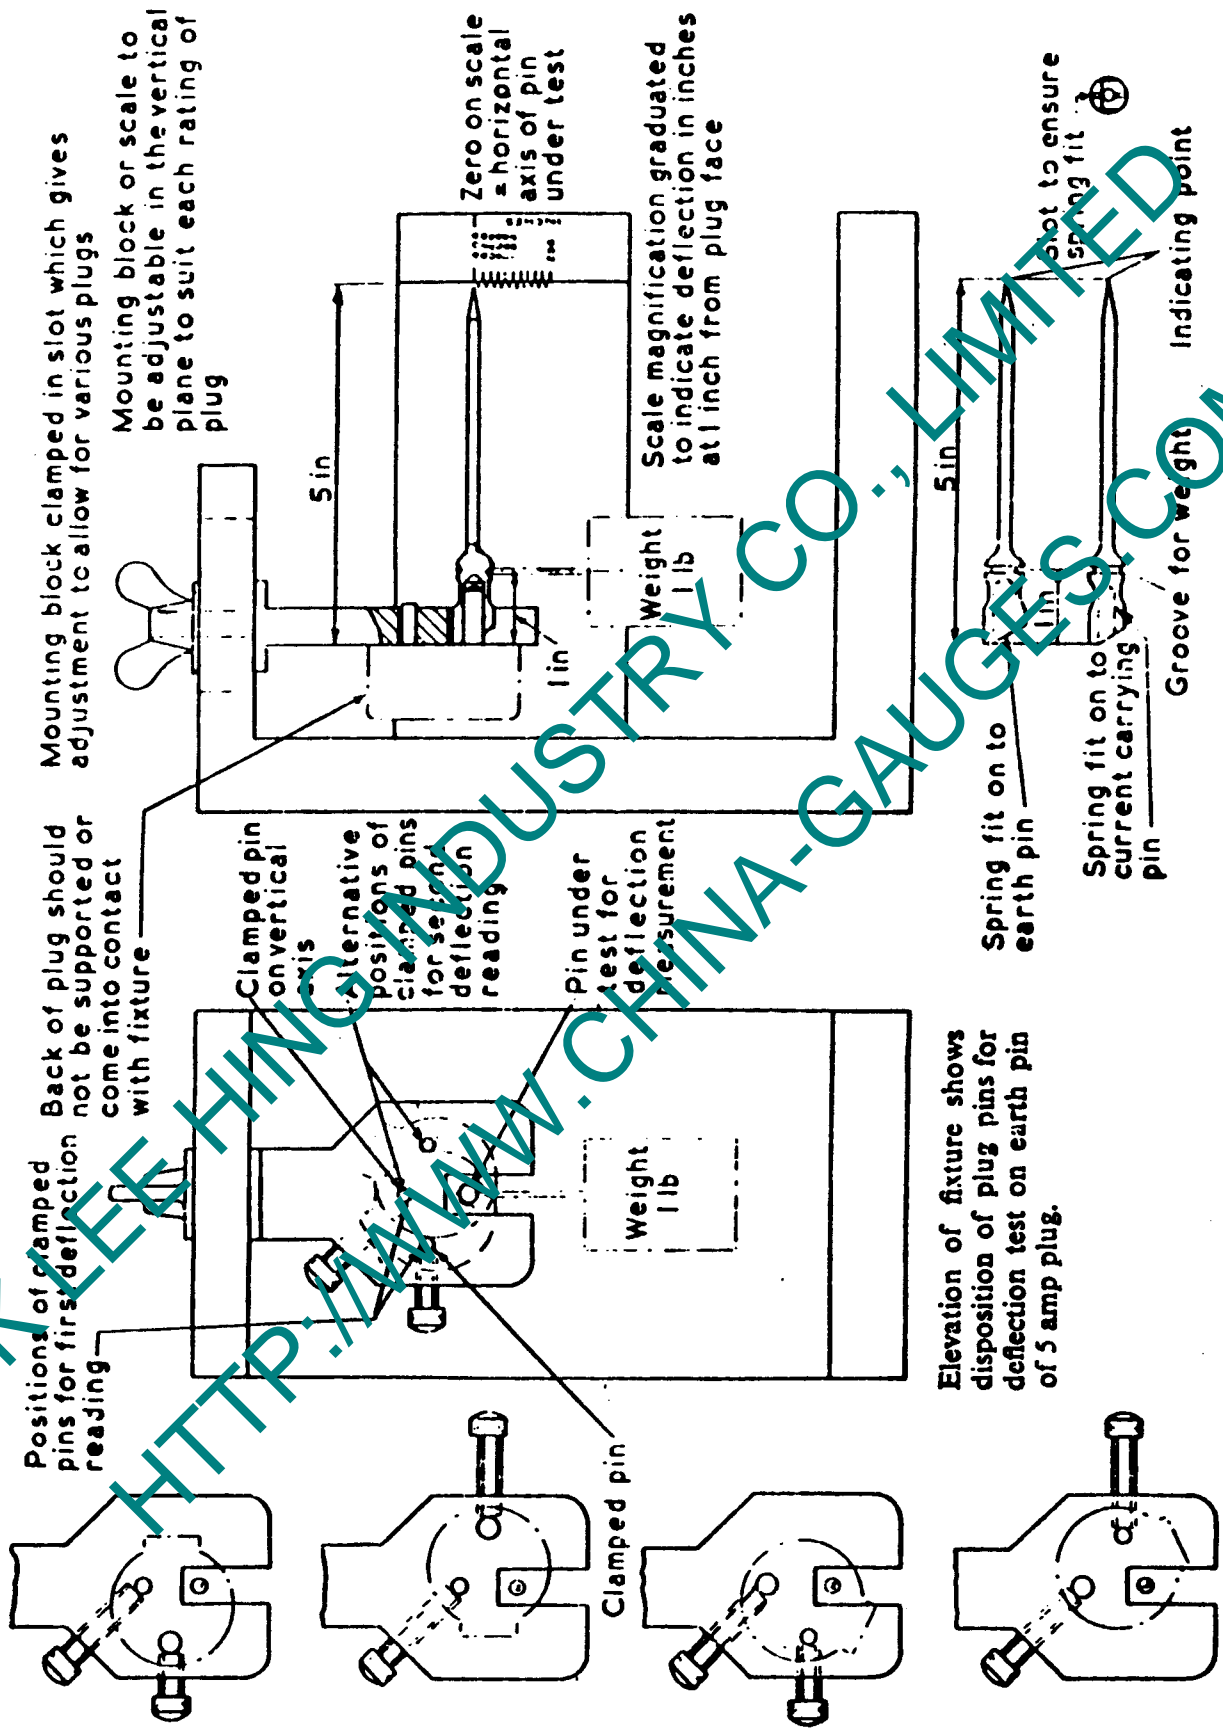 Positions of clamped
pins for first deflection
reading
Back of plug should
not be supported or
come into contact
with fixture
Mounting block clamped in slot which gives
adjustment to allow for various plugs
Mounting block or scale to
be adjustable in the vertical
plane to suit each rating of
plug
Clamped pin
on vertical
axis
Alternative
positions of
clamped pins
for second
deflection
reading
Pin under
test for
deflection
measurement
Clamped pin
Weight
1 lb
5 in
1 in
Weight
1 lb
Zero on scale
= horizontal
axis of pin
under test
Scale magnification graduated
to indicate deflection in inches
at 1 inch from plug face
Elevation of fixture shows
disposition of plug pins for
deflection test on earth pin
of 5 amp plug.
5 in
1 in
Slot to ensure
spring fit
Indicating point
Groove for weight
Spring fit on to
earth pin
Spring fit on to
current carrying
pin
LEE HING INDUSTRY CO., LIMITED
HTTP://WWW.CHINA-GAUGES.COM